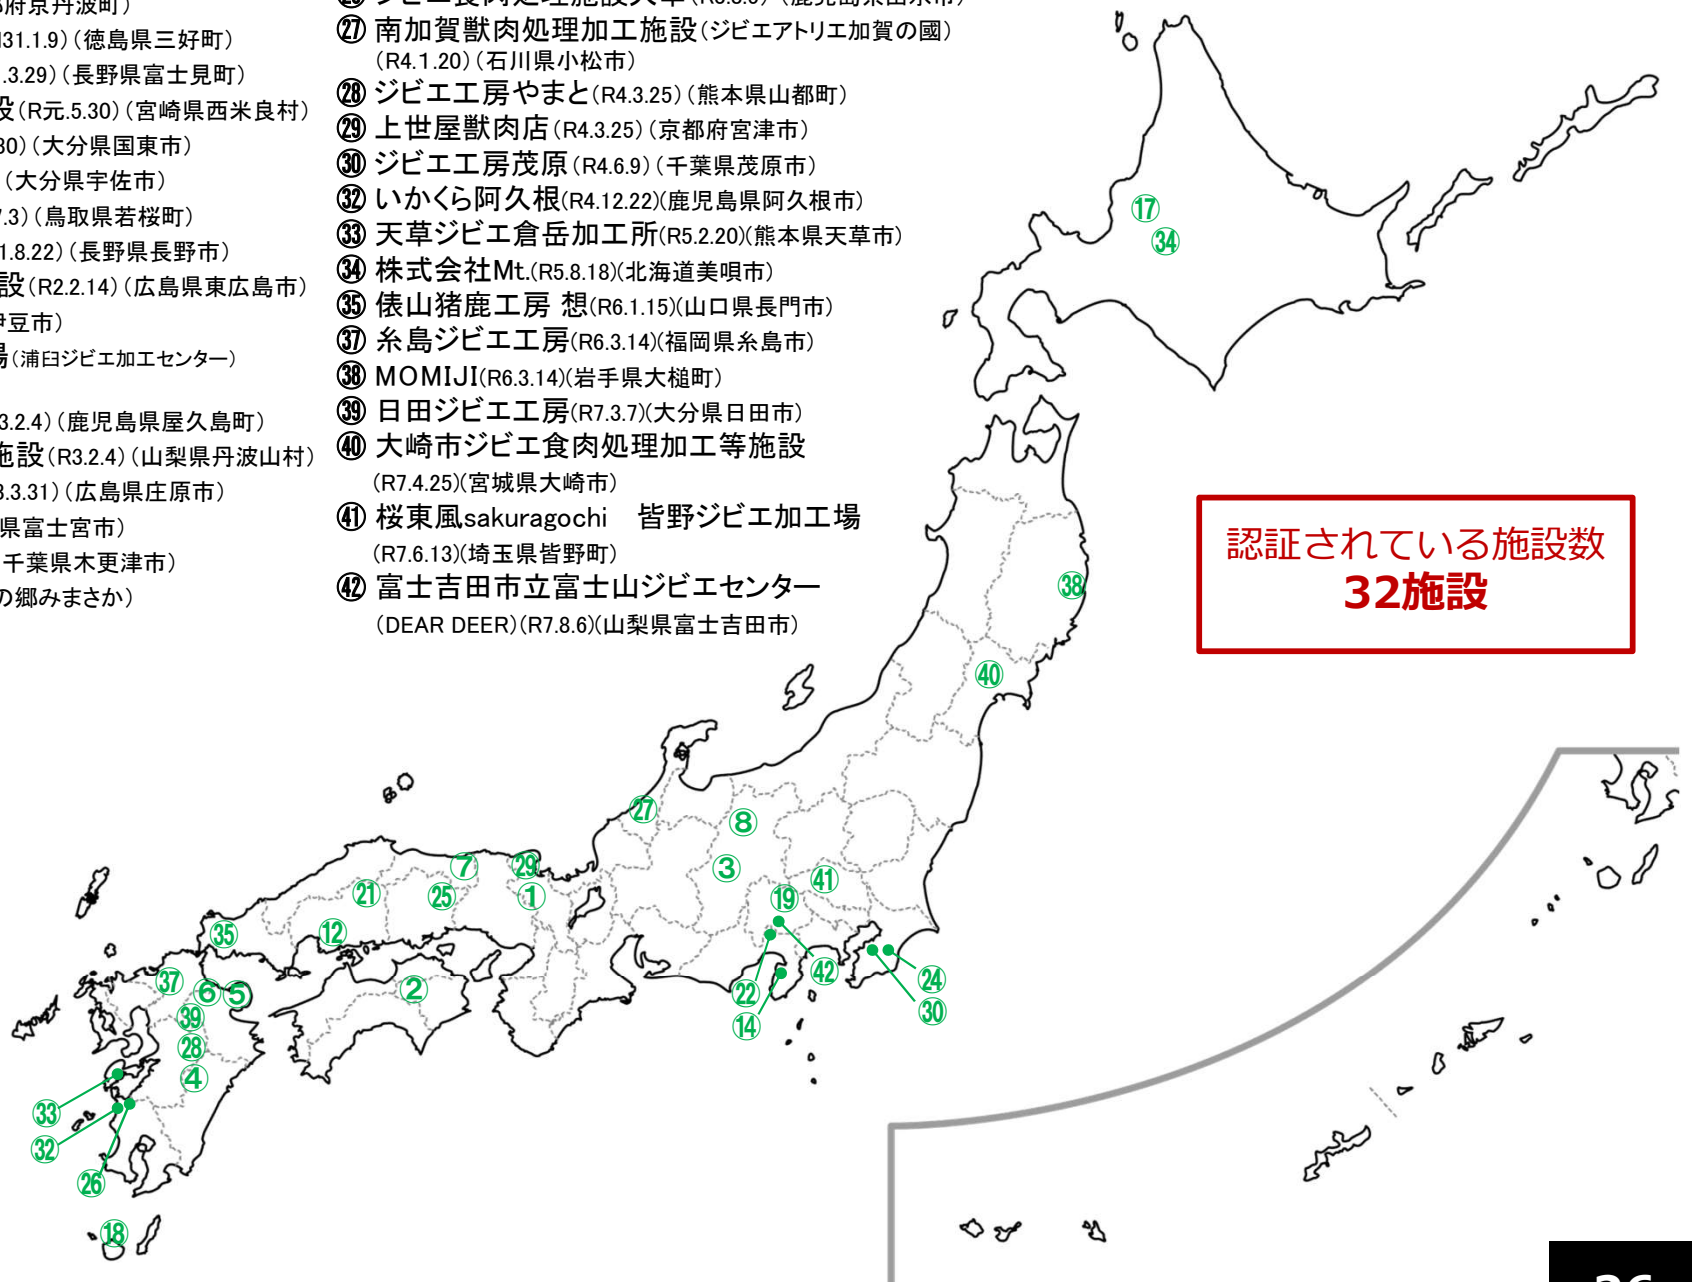 府京丹波町）
31.1.9）（徳島県三好町）
.3.29）（長野県富士見町）
設（R元.5.30）（宮崎県西米良村）
30）（大分県国東市）
（大分県宇佐市）
7.3）（鳥取県若桜町）
1.8.22）（長野県長野市）
設（R2.2.14）（広島県東広島市）
伊豆市）
場（浦臼ジビエ加工センター）
3.2.4）（鹿児島県屋久島町）
施設（R3.2.4）（山梨県丹波山村）
3.3.31）（広島県庄原市）
県富士宮市）
千葉県木更津市）
の郷みまさか）
㉗ 南加賀獣肉処理加工施設（ジビエアトリエ加賀の國）
（R4.1.20）（石川県小松市）
㉘ ジビエ工房やまと（R4.3.25）（熊本県山都町）
㉙ 上世屋獣肉店（R4.3.25）（京都府宮津市）
㉚ ジビエ工房茂原（R4.6.9）（千葉県茂原市）
㉜ いかくら阿久根(R4.12.22)(鹿児島県阿久根市）
㉝ 天草ジビエ倉岳加工所(R5.2.20)(熊本県天草市）
㉞ 株式会社Mt.(R5.8.18)(北海道美唄市）
㉟ 俵山猪鹿工房 想(R6.1.15)(山口県長門市）
㊲ 糸島ジビエ工房(R6.3.14)(福岡県糸島市）
㊳ MOMIJI(R6.3.14)(岩手県大槌町）
㊴ 日田ジビエ工房(R7.3.7)(大分県日田市）
㊵ 大崎市ジビエ食肉処理加工等施設
(R7.4.25)(宮城県大崎市）
㊶ 桜東風sakuragochi　皆野ジビエ加工場
(R7.6.13)(埼玉県皆野町）
㊷ 富士吉田市立富士山ジビエセンター
（DEAR DEER）(R7.8.6)(山梨県富士吉田市）
認証されている施設数
32施設
⑰
㉞
㊳
㊵
㉗
⑧
③
㊶
⑲
⑦
㉙
㉕
①
㉑
⑫
㉟
㊲
⑥
⑤
②
㊴
㉘
④
㉒
⑭
㊷
㉔
㉚
㉝
㉜
㉖
⑱